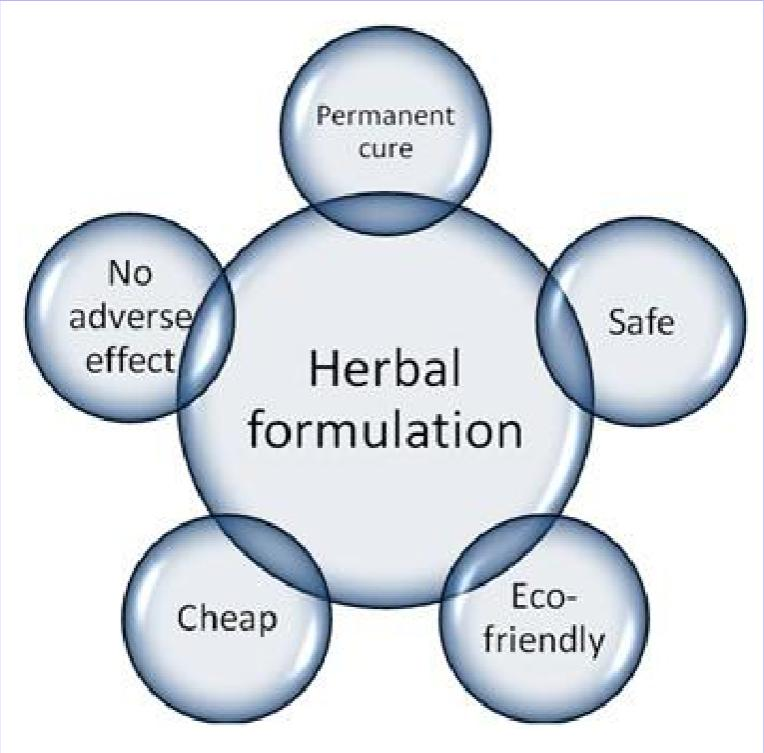 Permanent
cure
No
adverse
effect
Safe
Herbal
formulation
Cheap
Eco-
friendly